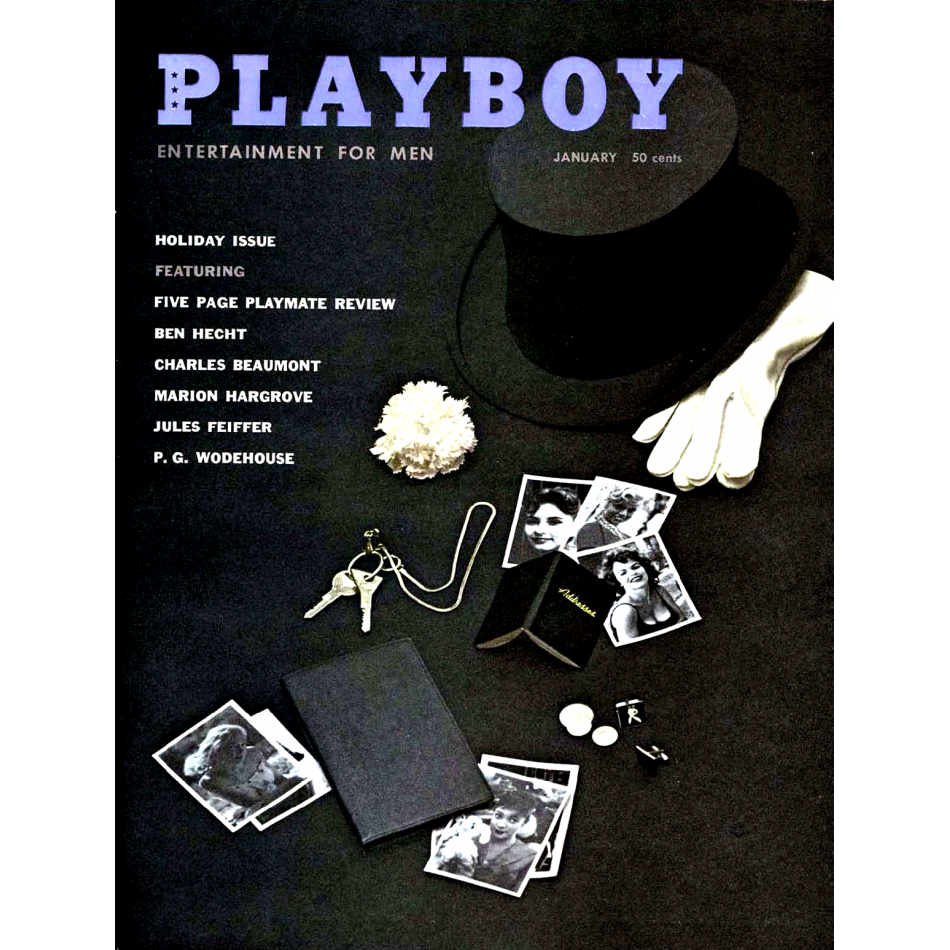 PLAYBOY
ENTERTAINMENT FOR MEN
JANUARY 50 cents
HOLIDAY ISSUE
FEATURING
FIVE PAGE PLAYMATE REVIEW
BEN HECHT
CHARLES BEAUMONT
MARION HARGROVE
JULES FEIFFER
P. G. WODEHOUSE
Addresses